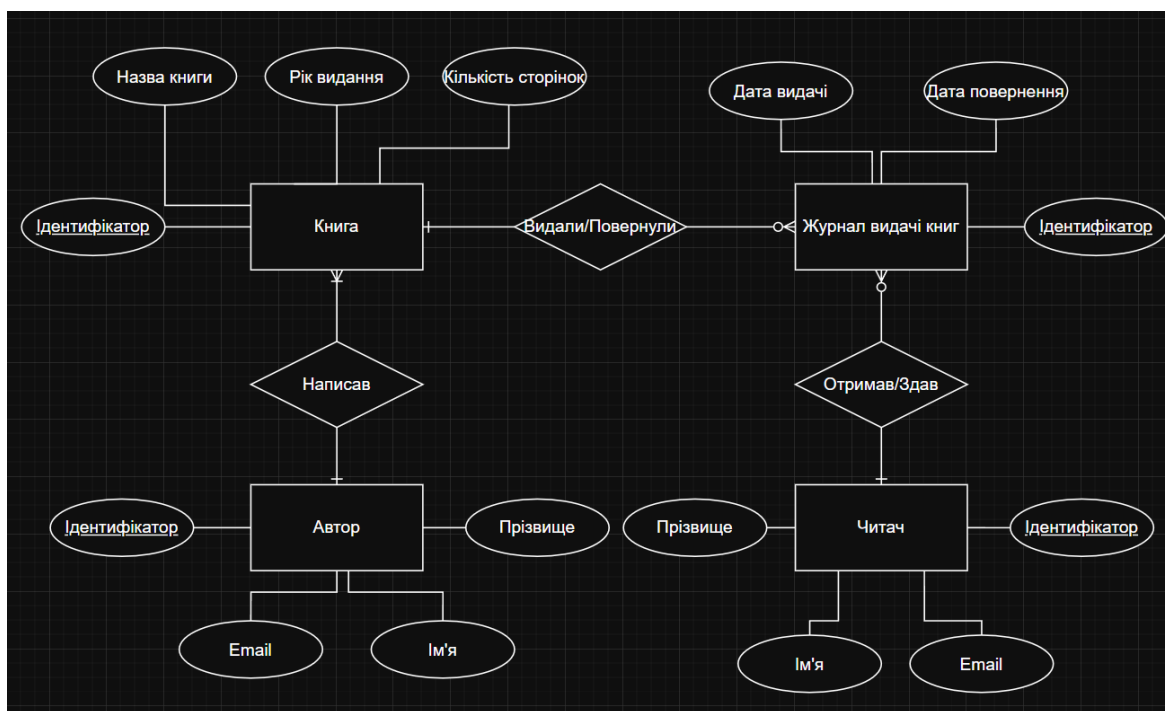 Назва книги
Рік видання
Кількість сторінок
Дата видачі
Дата повернення
Ідентифікатор
Книга
Видали/Повернули
Журнал видачі книг
Ідентифікатор
Написав
Отримав/Здав
Ідентифікатор
Автор
Прізвище
Прізвище
Читач
Ідентифікатор
Email
Ім'я
Ім'я
Email